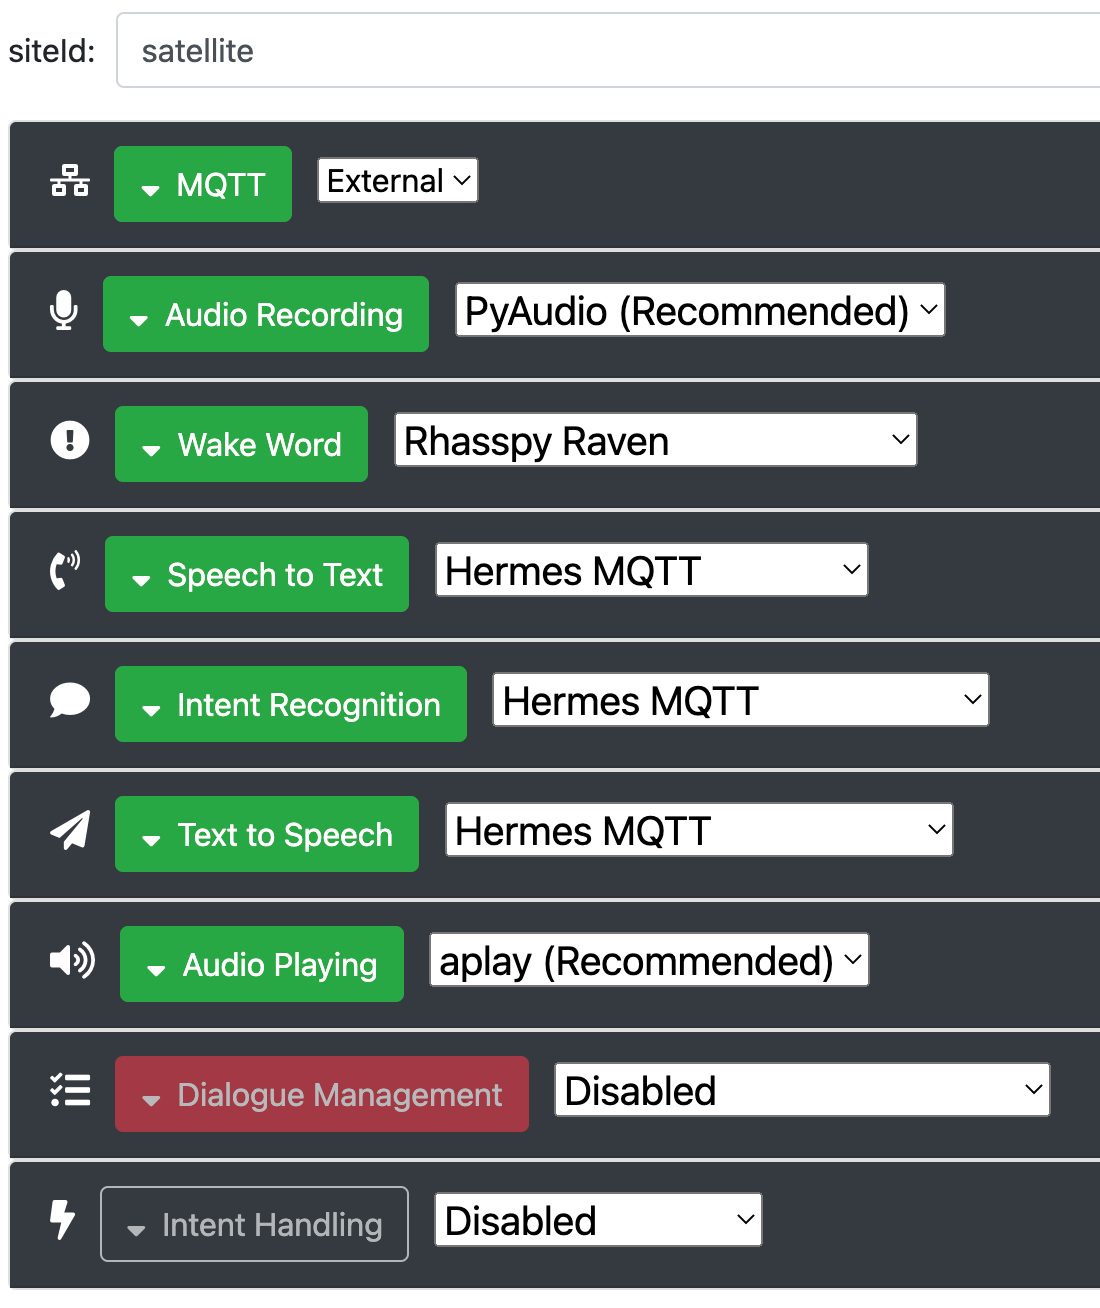 siteId: satellite
MQTT External
Audio Recording PyAudio (Recommended)
Wake Word Rhasspy Raven
Speech to Text Hermes MQTT
Intent Recognition Hermes MQTT
Text to Speech Hermes MQTT
Audio Playing aplay (Recommended)
Dialogue Management Disabled
Intent Handling Disabled